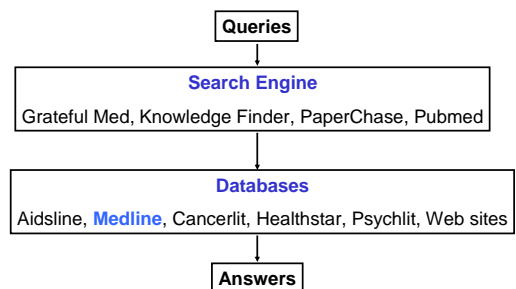 Queries
Search Engine
Grateful Med, Knowledge Finder, PaperChase, Pubmed
Databases
Aidsline, Medline, Cancerlit, Healthstar, Psychlit, Web sites
Answers